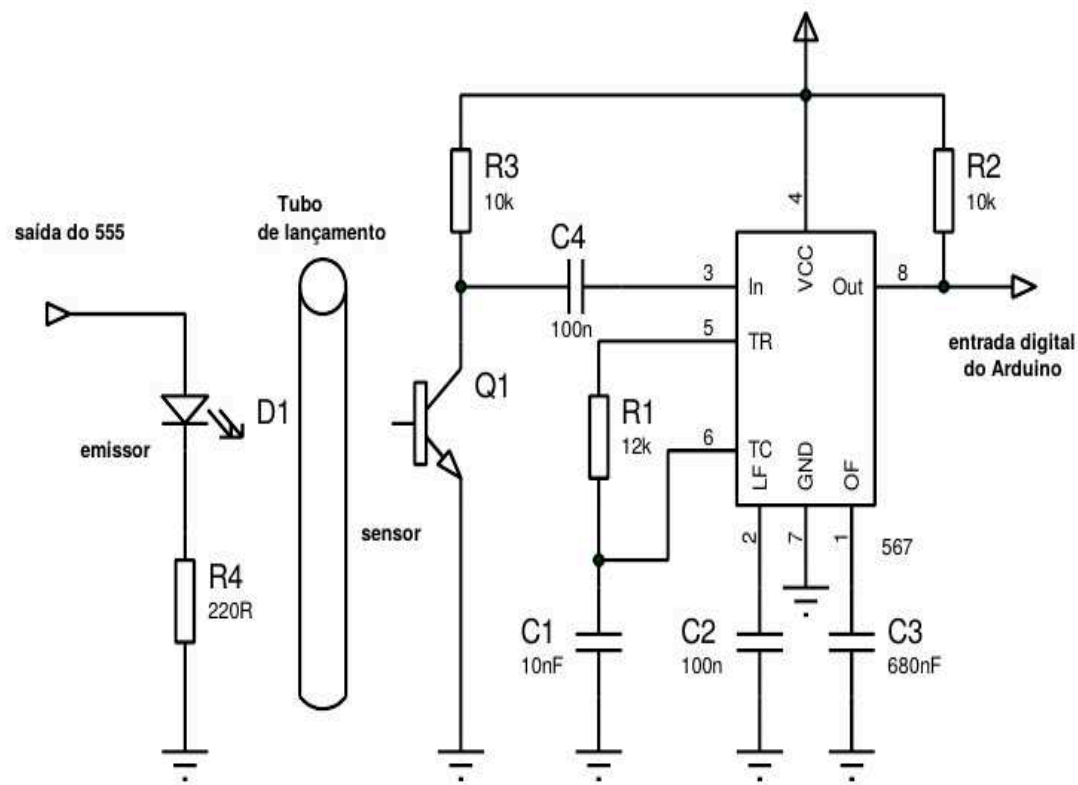 saída do 555
D1
emissor
R4
220R
Tubo
de lançamento
sensor
Q1
R3
10k
C4
100n
R1
12k
C1
10nF
3
5
6
4
In
TR
TC
VCC
Out
LF
GND
OF
2
7
1
8
567
C2
100n
C3
680nF
R2
10k
entrada digital
do Arduino